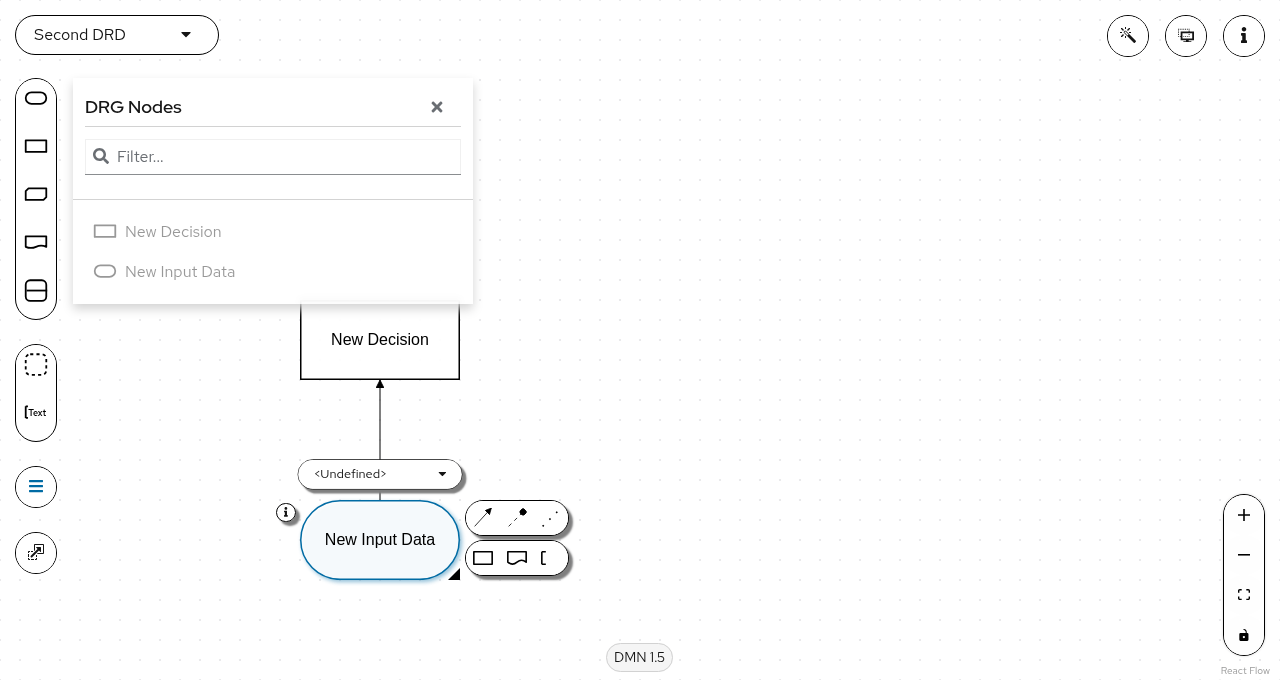 Second DRD
DRG Nodes
Filter...
New Decision
New Input Data
New Decision
Text
<Undefined>
New Input Data
DMN 1.5
React Flow